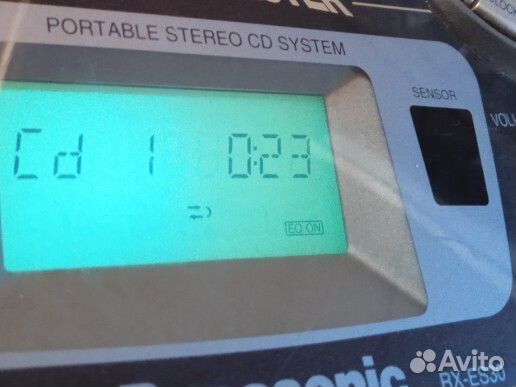 PORTABLE STEREO CD SYSTEM
SENSOR
Cd 1 0:23
EQ·ON
RX-ES30
Avito